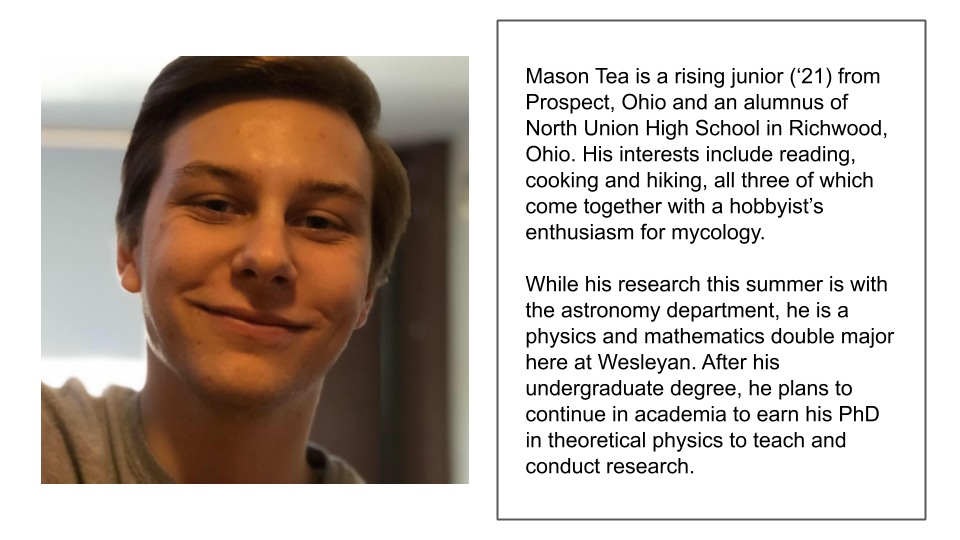 Mason Tea is a rising junior (‘21) from
Prospect, Ohio and an alumnus of
North Union High School in Richwood,
Ohio. His interests include reading,
cooking and hiking, all three of which
come together with a hobbyist’s
enthusiasm for mycology.
While his research this summer is with
the astronomy department, he is a
physics and mathematics double major
here at Wesleyan. After his
undergraduate degree, he plans to
continue in academia to earn his PhD
in theoretical physics to teach and
conduct research.